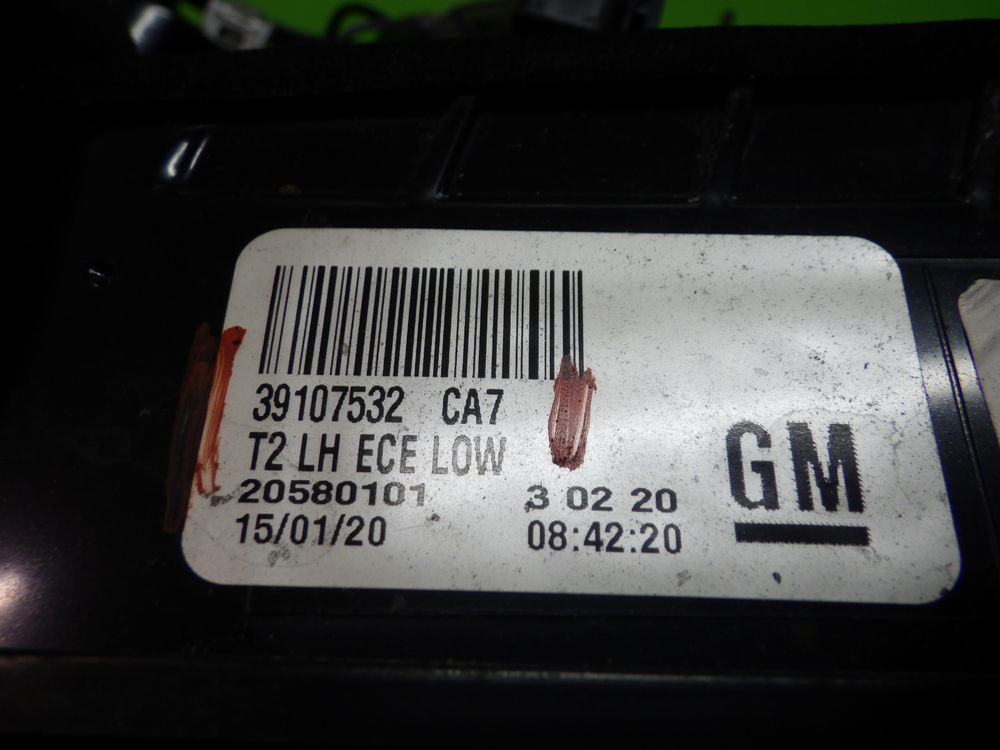 39107532 CA7
T2 LH ECE LOW
20580101 3 02 20
15/01/20 08:42:20
GM